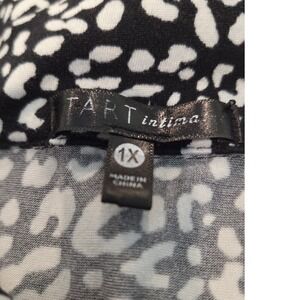 TART intima
1X
MADE IN
CHINA